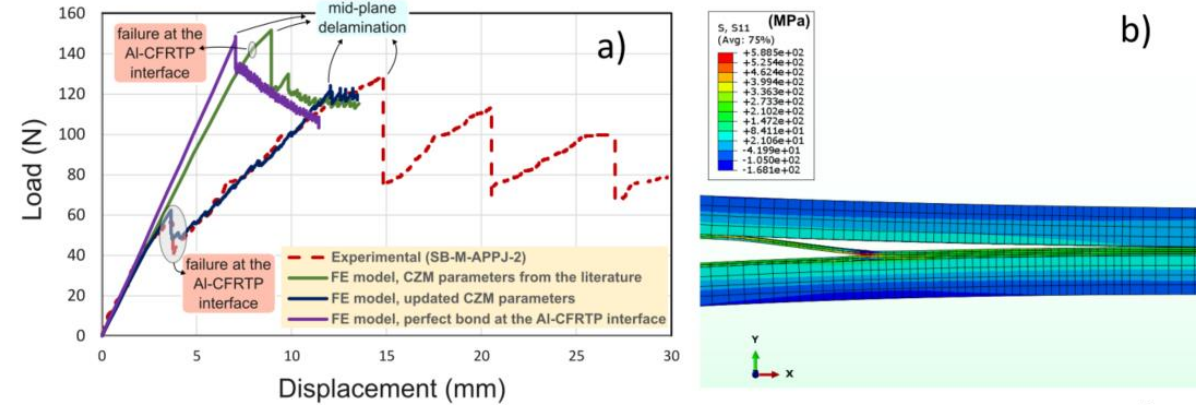 a)
Load (N)
160
140
120
100
80
60
40
20
0
0
5
10
15
20
25
30
Displacement (mm)
failure at the
Al-CFRTP
interface
mid-plane
delamination
failure at the
Al-CFRTP
interface
Experimental (SB-M-APPJ-2)
FE model, CZM parameters from the literature
FE model, updated CZM parameters
FE model, perfect bond at the Al-CFRTP interface
b)
S, S11 (MPa)
(Avg: 75%)
+5.885e+02
+5.254e+02
+4.624e+02
+3.994e+02
+3.363e+02
+2.733e+02
+2.102e+02
+1.472e+02
+8.411e+01
+2.106e+01
-4.199e+01
-1.050e+02
-1.681e+02
Y
X